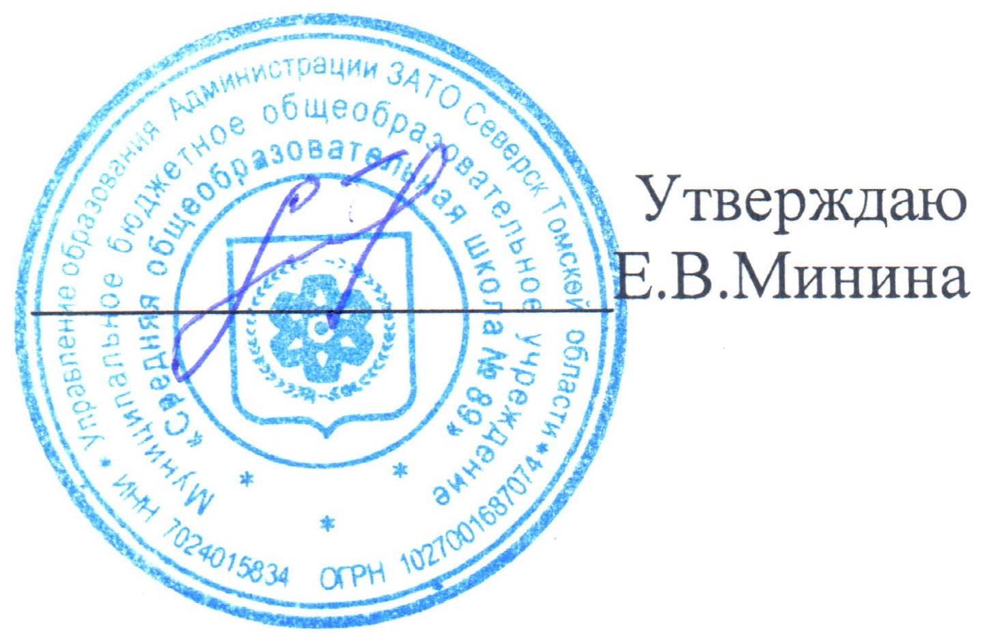 Утверждаю
Е.В.Минина
* Управление образования Администрации ЗАТО Северск Томской области *
ИНН 7024015834 ОГРН 1027001687074
Муниципальное бюджетное общеобразовательное учреждение
«Средняя общеобразовательная школа № 89»